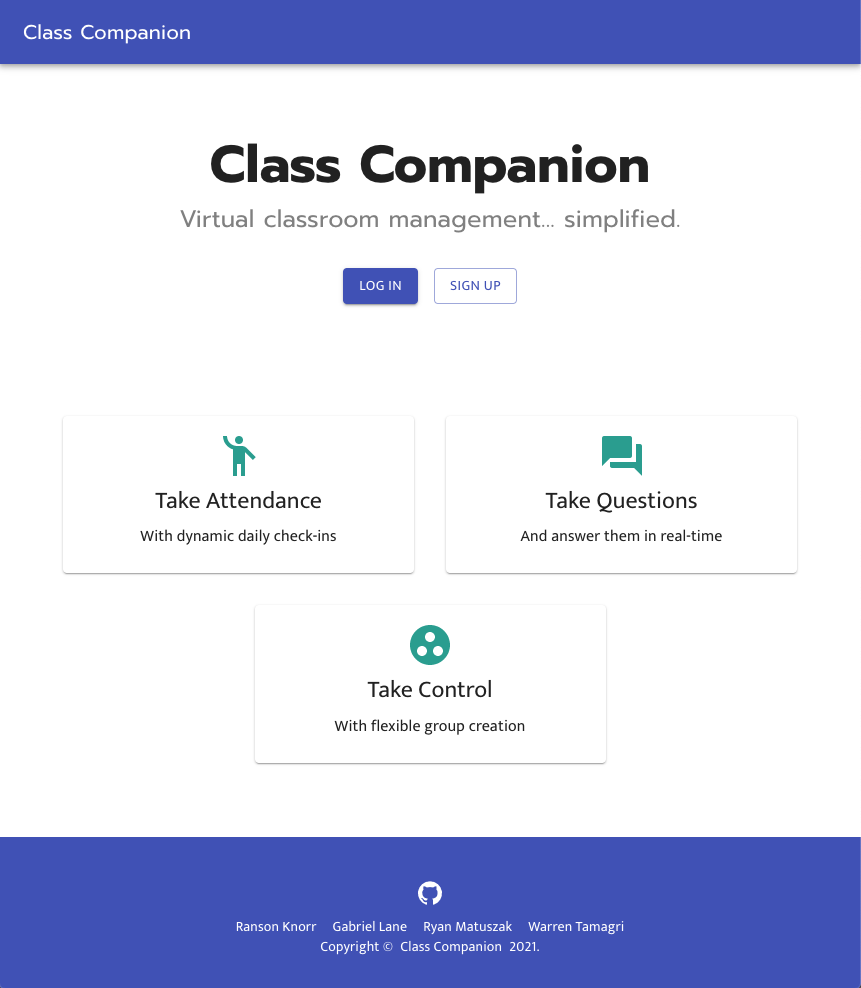 Class Companion
Class Companion
Virtual classroom management... simplified.
LOG IN SIGN UP
Take Attendance
With dynamic daily check-ins
Take Questions
And answer them in real-time
Take Control
With flexible group creation
Ranson Knorr Gabriel Lane Ryan Matuszak Warren Tamagri
Copyright © Class Companion 2021.